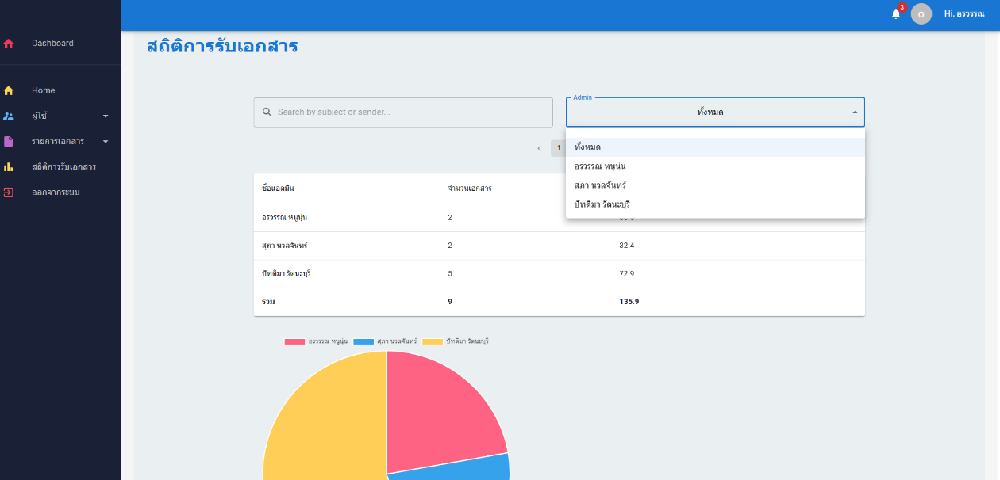 3
O
Hi, อรวรรณ
Dashboard
Home
ผู้ใช้
รายการเอกสาร
สถิติการรับเอกสาร
ออกจากระบบ
สถิติการรับเอกสาร
Search by subject or sender...
Admin
ทั้งหมด
1
ทั้งหมด
อรวรรณ หนูนุ่น
สุภา นวลจันทร์
ปัทติมา รัตนะบุรี
ชื่อแอดมิน จำนวนเอกสาร
อรวรรณ หนูนุ่น 2
สุภา นวลจันทร์ 2 32.4
ปัทติมา รัตนะบุรี 5 72.9
รวม 9 135.9
อรวรรณ หนูนุ่น สุภา นวลจันทร์ ปัทติมา รัตนะบุรี